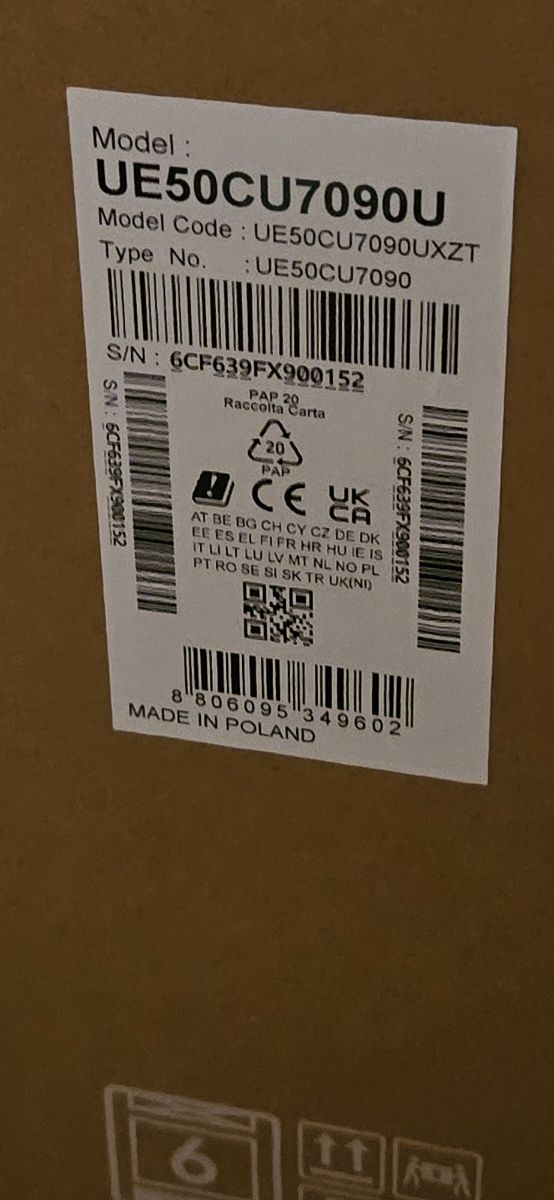 Model :
UE50CU7090U
Model Code : UE50CU7090UXZT
Type No. : UE50CU7090
S/N : 6CF639FX900152
PAP 20
Raccolta Carta
20
PAP
S/N : 6CF639FX900152
S/N : 6CF639FX900152
CE
UK
CA
AT BE BG CH CY CZ DE DK
EE ES EL FI FR HR HU IE IS
IT LI LT LU LV MT NL NO PL
PT RO SE SI SK TR UK(NI)
8 806095 349602
MADE IN POLAND
6